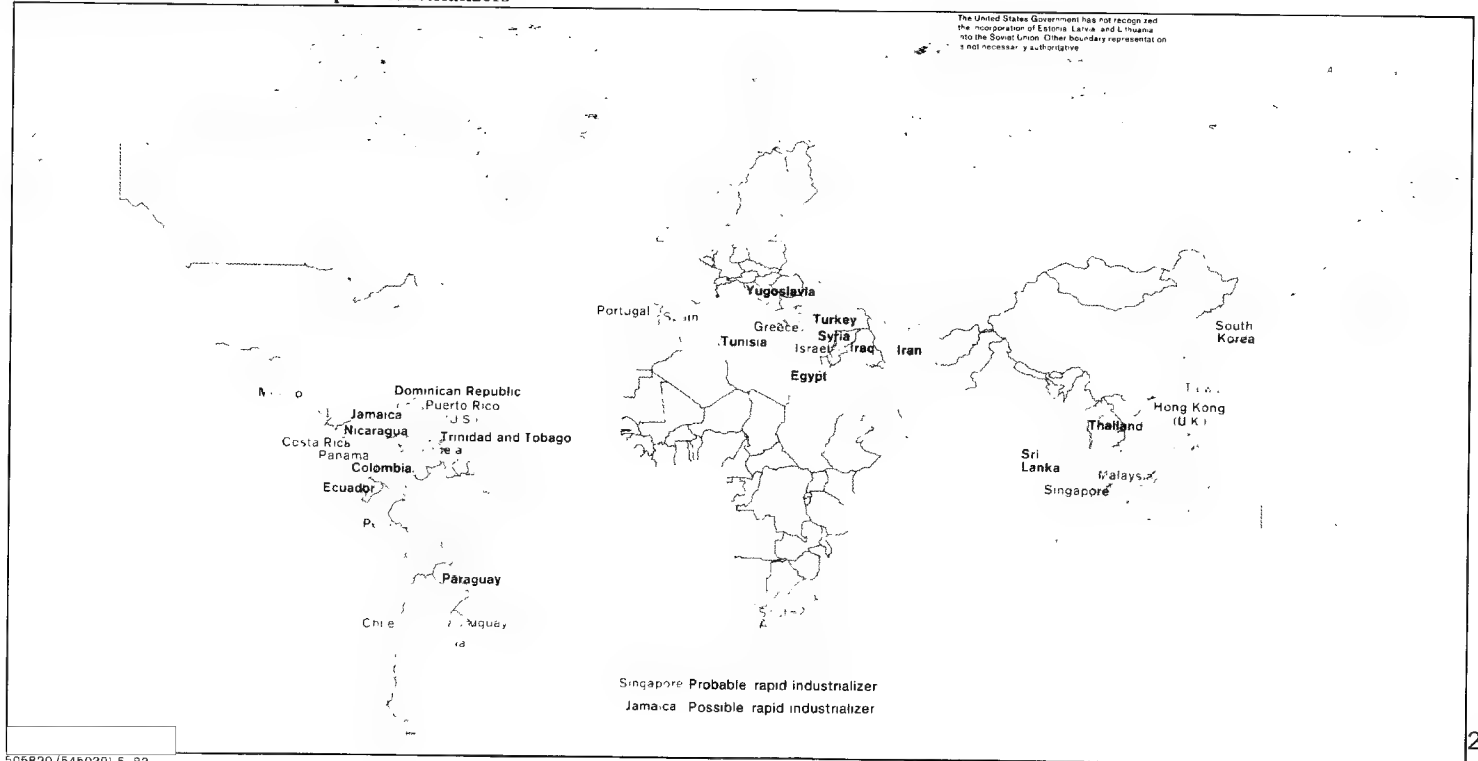 The United States Government has not recognized
the incorporation of Estonia, Latvia, and Lithuania
into the Soviet Union. Other boundary representation
is not necessarily authoritative
Yugoslavia
Portugal
Greece
Turkey
Syria
Israel
Iraq
Iran
Tunisia
Egypt
South
Korea
Dominican Republic
Puerto Rico
Jamaica
Nicaragua
Costa Rica
Panama
Trinidad and Tobago
Colombia
Ecuador
Hong Kong
(U K)
Thailand
Sri
Lanka
Malaysia
Singapore
Paraguay
Chile
Singapore Probable rapid industrializer
Jamaica Possible rapid industrializer
2